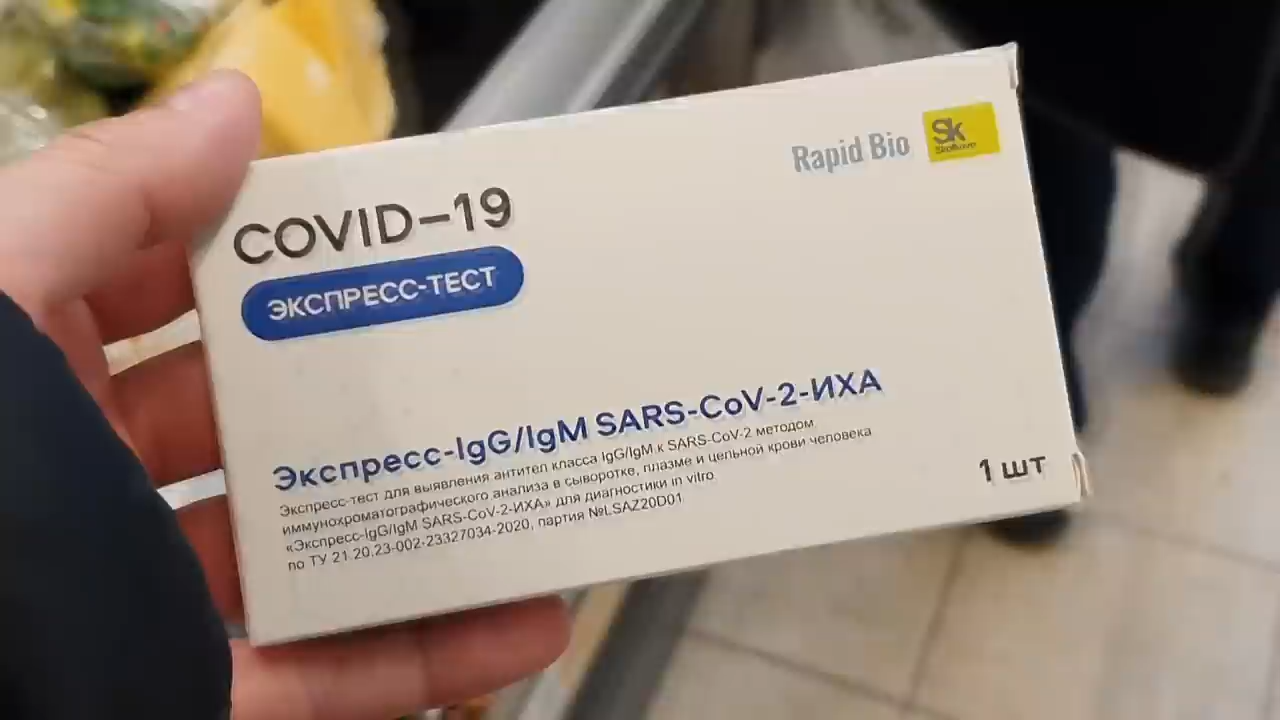 Rapid Bio
Sk
Skolkovo
COVID–19
ЭКСПРЕСС-ТЕСТ
Экспресс-IgG/IgM SARS-CoV-2-ИХА
Экспресс-тест для выявления антител класса IgG/IgM к SARS-CoV-2 методом
иммунохроматографического анализа в сыворотке, плазме и цельной крови человека
«Экспресс-IgG/IgM SARS-CoV-2-ИХА» для диагностики in vitro
по ТУ 21.20.23-002-23327034-2020, партия №LSAZ20D01
1 шт